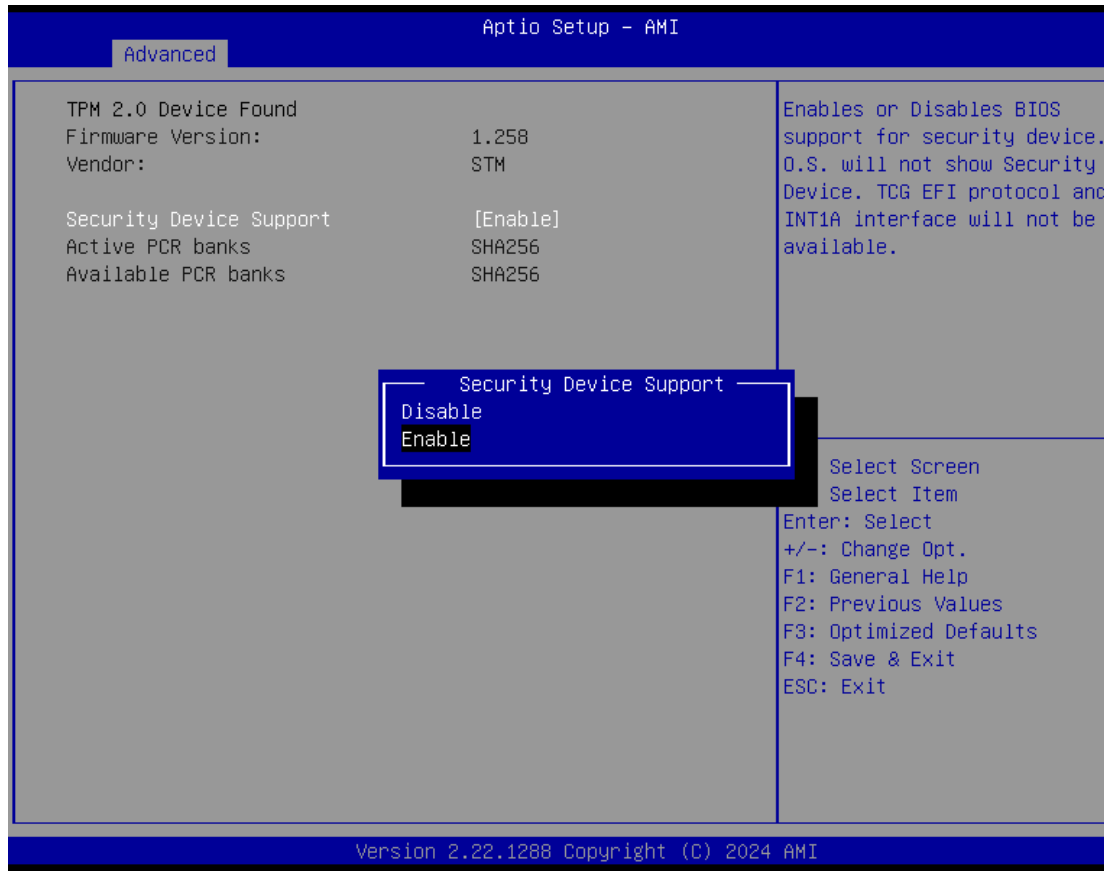 Aptio Setup – AMI
Advanced
TPM 2.0 Device Found
Firmware Version: 1.258
Vendor: STM
Security Device Support [Enable]
Active PCR banks SHA256
Available PCR banks SHA256
Enables or Disables BIOS
support for security device.
O.S. will not show Security
Device. TCG EFI protocol and
INT1A interface will not be
available.
Security Device Support
Disable
Enable
Select Screen
Select Item
Enter: Select
+/-: Change Opt.
F1: General Help
F2: Previous Values
F3: Optimized Defaults
F4: Save & Exit
ESC: Exit
Version 2.22.1288 Copyright (C) 2024 AMI